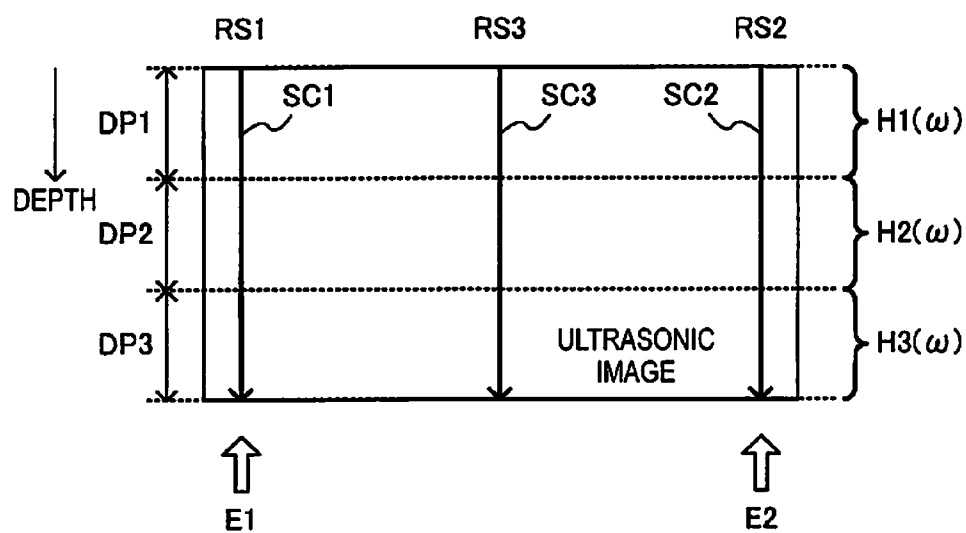 RS1
RS3
RS2
SC1
SC3
SC2
DP1
H1(ω)
DEPTH
DP2
H2(ω)
DP3
ULTRASONIC
IMAGE
H3(ω)
E1
E2